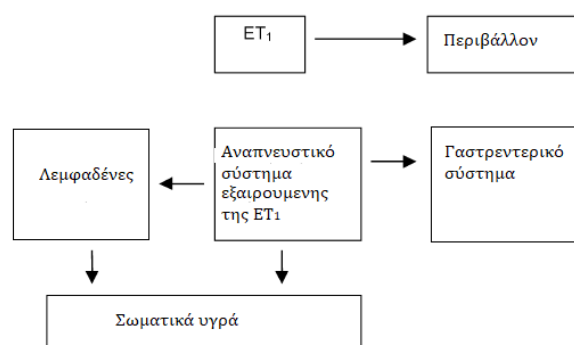 ET₁
Περιβάλλον
Λεμφαδένες
Αναπνευστικό
σύστημα
εξαιρουμενης
της ET₁
Γαστρεντερικό
σύστημα
Σωματικά υγρά